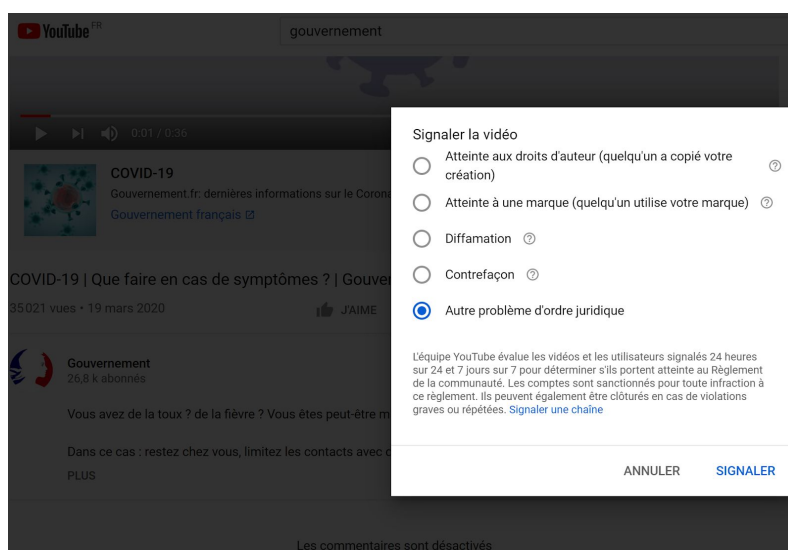 YouTube FR
gouvernement
0:01 / 0:36
COVID-19
Gouvernement.fr: dernières informations sur le Corona
Gouvernement français
COVID-19 | Que faire en cas de symptômes ? | Gouver
35 021 vues • 19 mars 2020
J'AIME
Gouvernement
26,8 k abonnés
Vous avez de la toux ? de la fièvre ? Vous êtes peut-être m
Dans ce cas : restez chez vous, limitez les contacts avec d
PLUS
Les commentaires sont désactivés
Signaler la vidéo
Atteinte aux droits d'auteur (quelqu'un a copié votre
création)
Atteinte à une marque (quelqu'un utilise votre marque)
Diffamation
Contrefaçon
Autre problème d'ordre juridique
L'équipe YouTube évalue les vidéos et les utilisateurs signalés 24 heures
sur 24 et 7 jours sur 7 pour déterminer s'ils portent atteinte au Règlement
de la communauté. Les comptes sont sanctionnés pour toute infraction à
ce règlement. Ils peuvent également être clôturés en cas de violations
graves ou répétées. Signaler une chaîne
ANNULER
SIGNALER